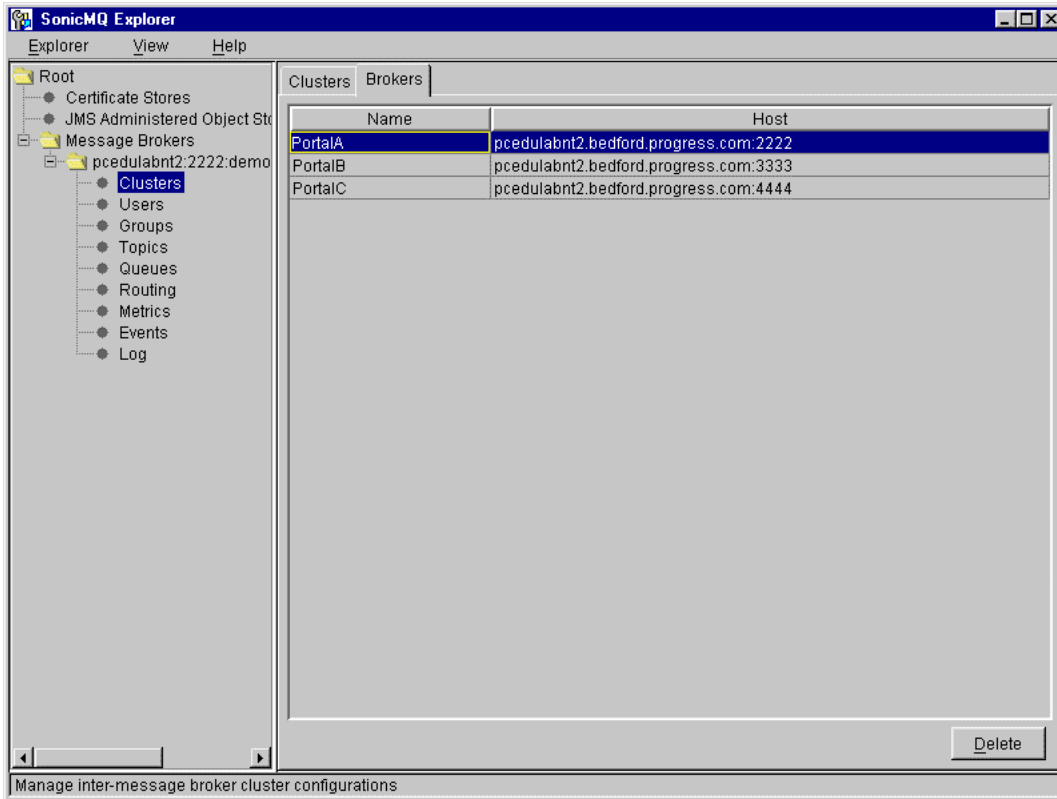 SonicMQ Explorer
Explorer View Help
Root
Certificate Stores
JMS Administered Object Sto
Message Brokers
pcedulabnt2:2222:demo
Clusters
Users
Groups
Topics
Queues
Routing
Metrics
Events
Log
Clusters Brokers
Name Host
PortalA pcedulabnt2.bedford.progress.com:2222
PortalB pcedulabnt2.bedford.progress.com:3333
PortalC pcedulabnt2.bedford.progress.com:4444
Delete
Manage inter-message broker cluster configurations